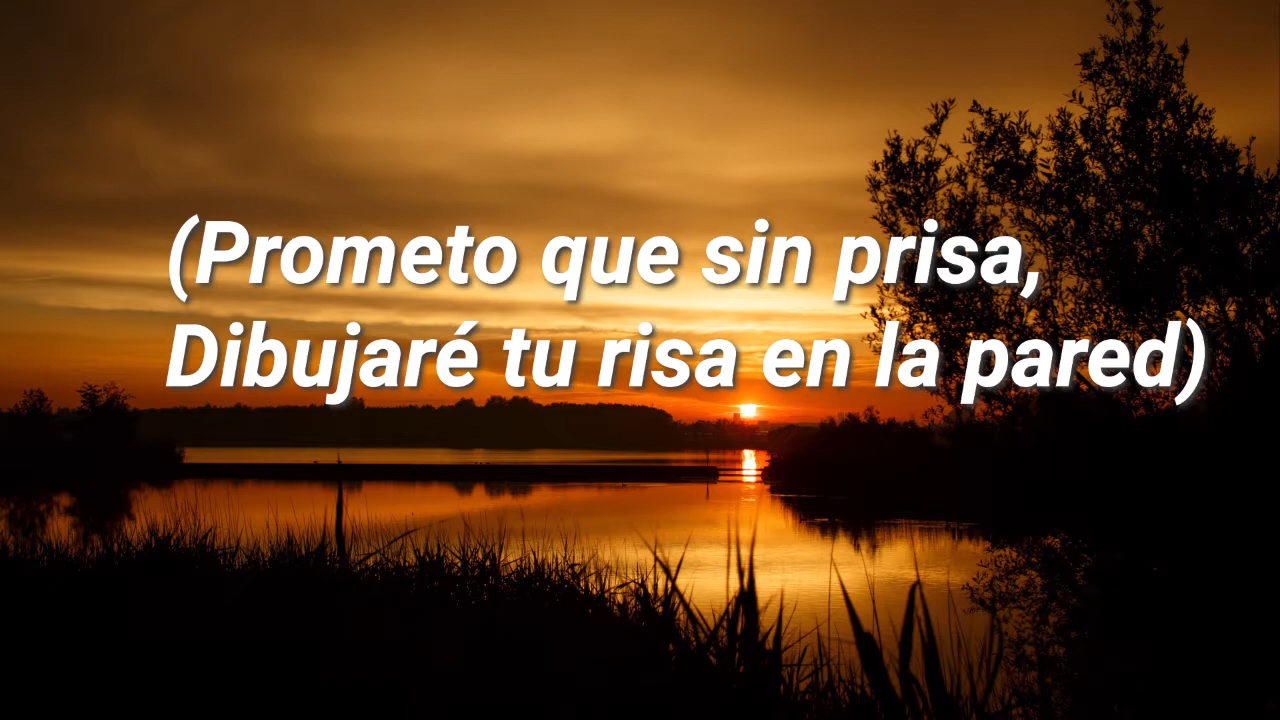 (Prometo que sin prisa,
Dibujaré tu risa en la pared)